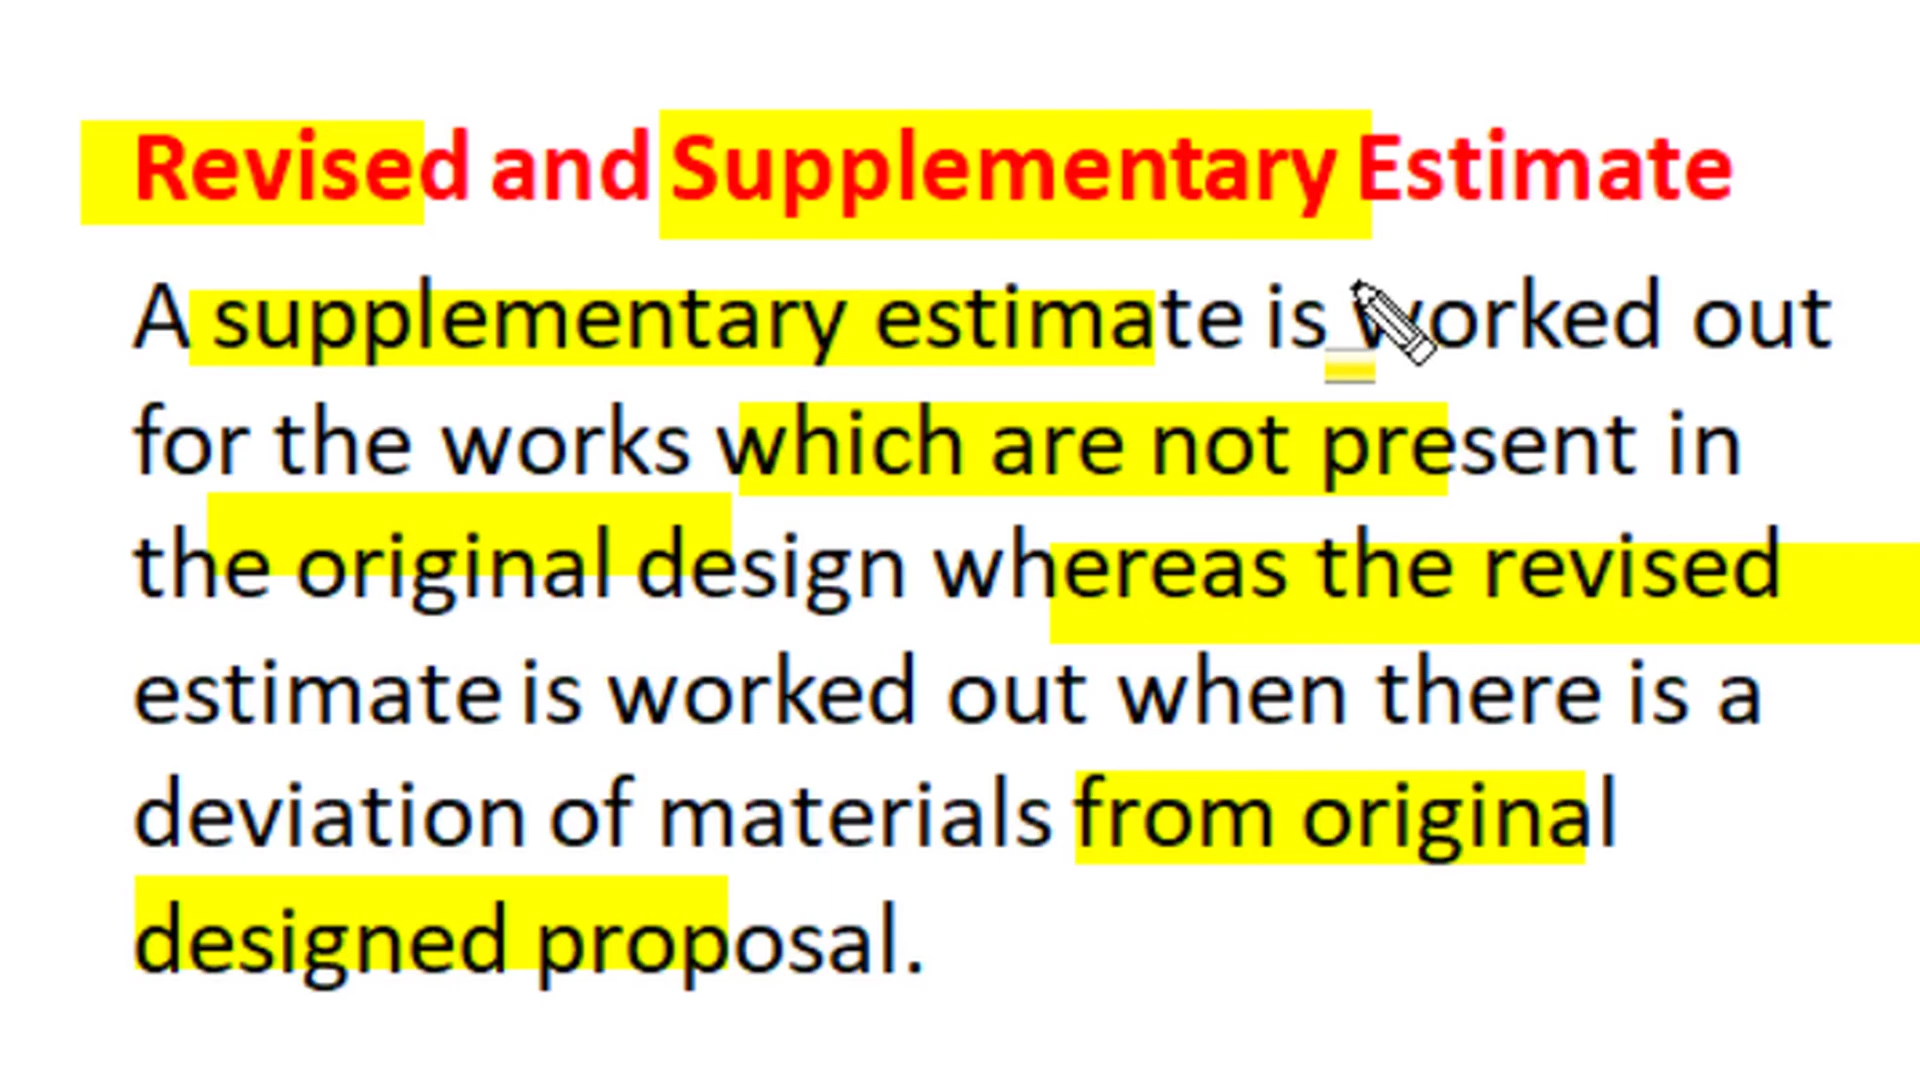 Revised and Supplementary Estimate
A supplementary estimate is worked out
for the works which are not present in
the original design whereas the revised
estimate is worked out when there is a
deviation of materials from original
designed proposal.